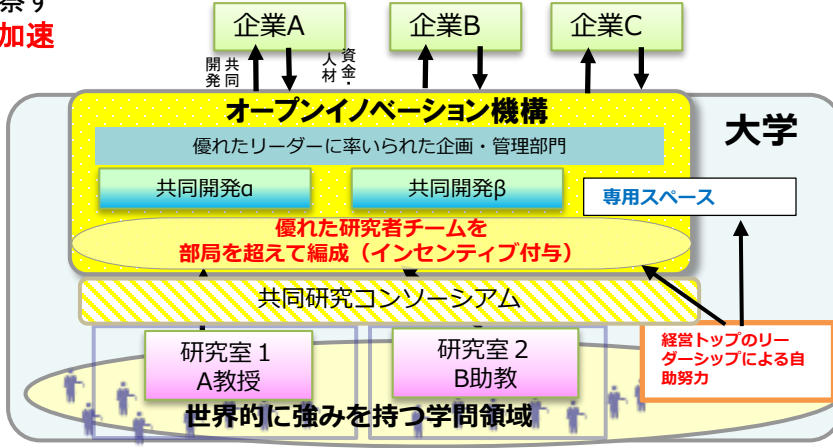 察す
加速
企業A
企業B
企業C
共同
開発
資金・
人材
オープンイノベーション機構
大学
優れたリーダーに率いられた企画・管理部門
共同開発α
共同開発β
専用スペース
優れた研究者チームを
部局を超えて編成（インセンティブ付与）
共同研究コンソーシアム
研究室１
A教授
研究室２
B助教
経営トップのリー
ダーシップによる自
助努力
世界的に強みを持つ学問領域